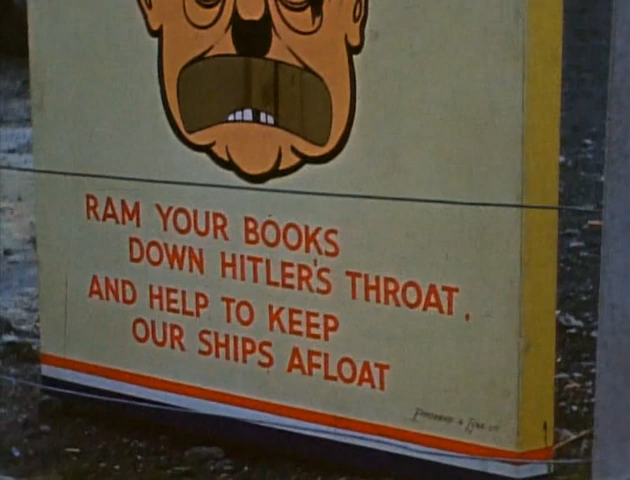 RAM YOUR BOOKS
DOWN HITLER'S THROAT.
AND HELP TO KEEP
OUR SHIPS AFLOAT